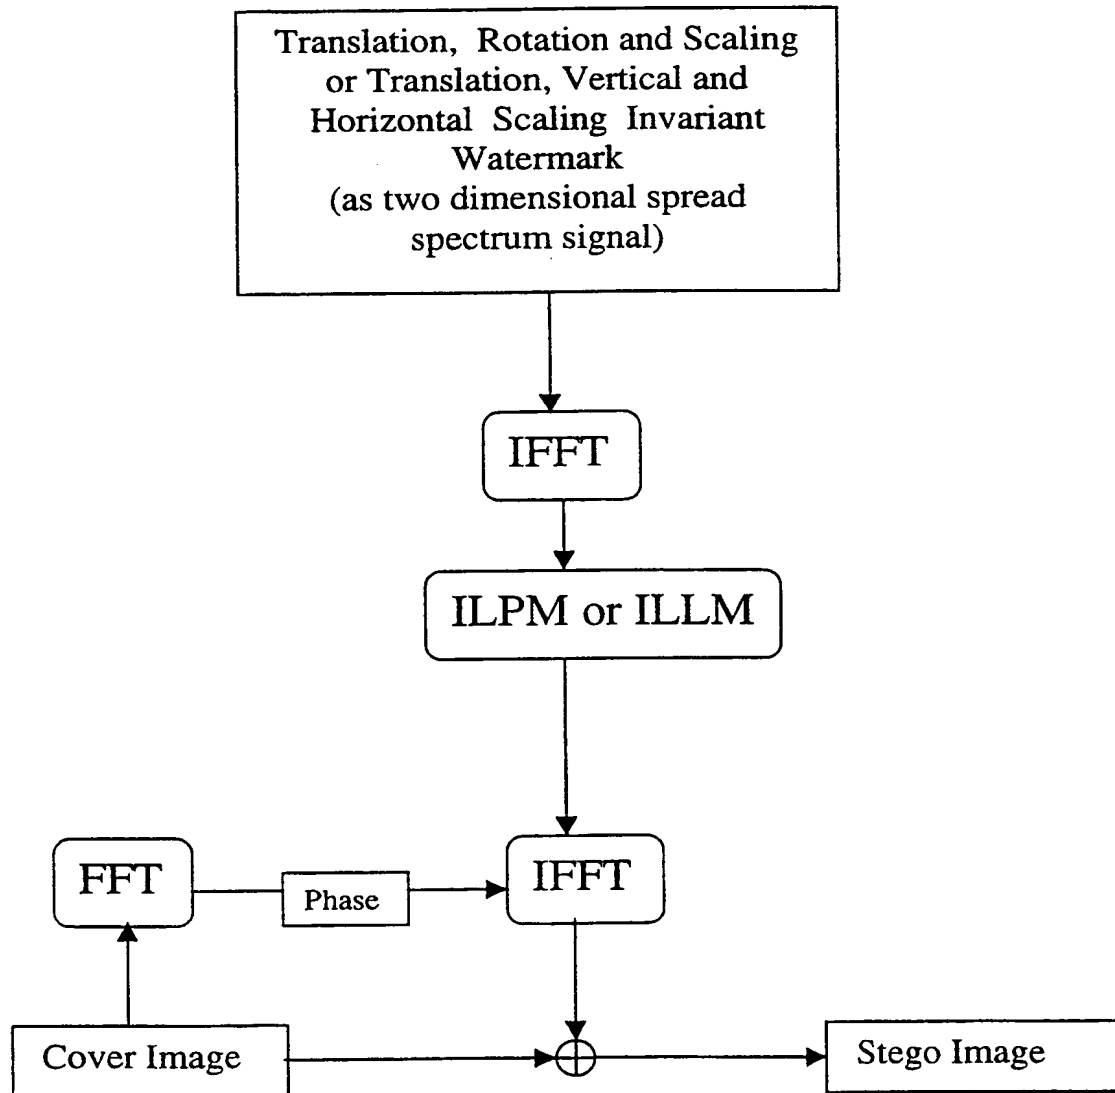 Translation, Rotation and Scaling
or Translation, Vertical and
Horizontal Scaling Invariant
Watermark
(as two dimensional spread
spectrum signal)
IFFT
ILPM or ILLM
FFT
Phase
IFFT
Cover Image
Stego Image